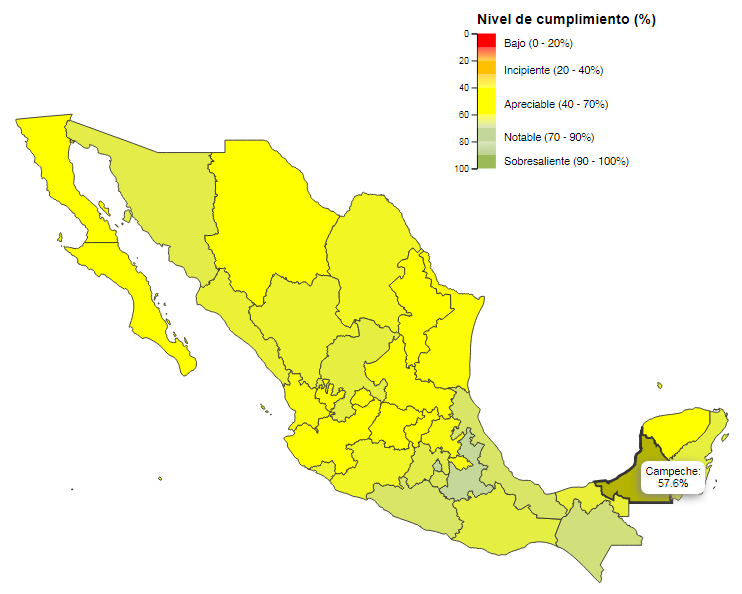 Nivel de cumplimiento (%)
0
Bajo (0 - 20%)
20
Incipiente (20 - 40%)
40
Apreciable (40 - 70%)
60
Notable (70 - 90%)
80
Sobresaliente (90 - 100%)
100
Campeche:
57.6%